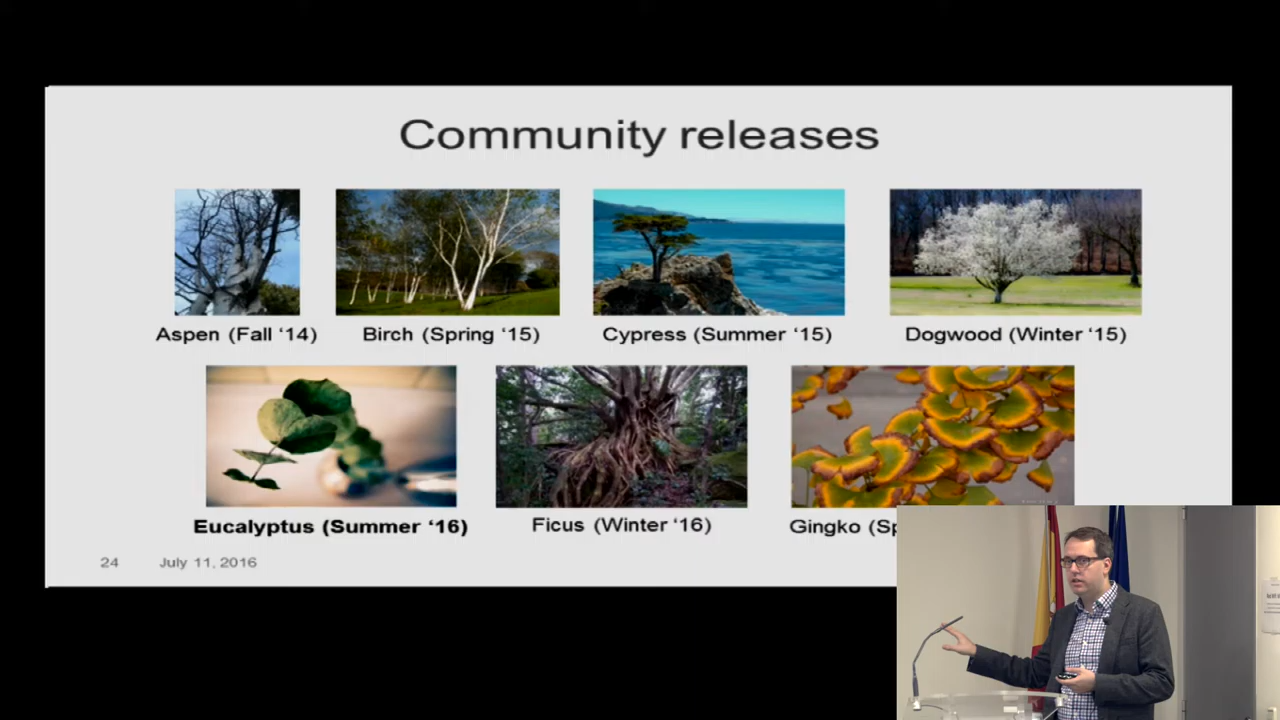 Community releases
Aspen (Fall ‘14)
Birch (Spring ‘15)
Cypress (Summer ‘15)
Dogwood (Winter ‘15)
Eucalyptus (Summer ‘16)
Ficus (Winter ‘16)
Gingko (Sp
24
July 11, 2016